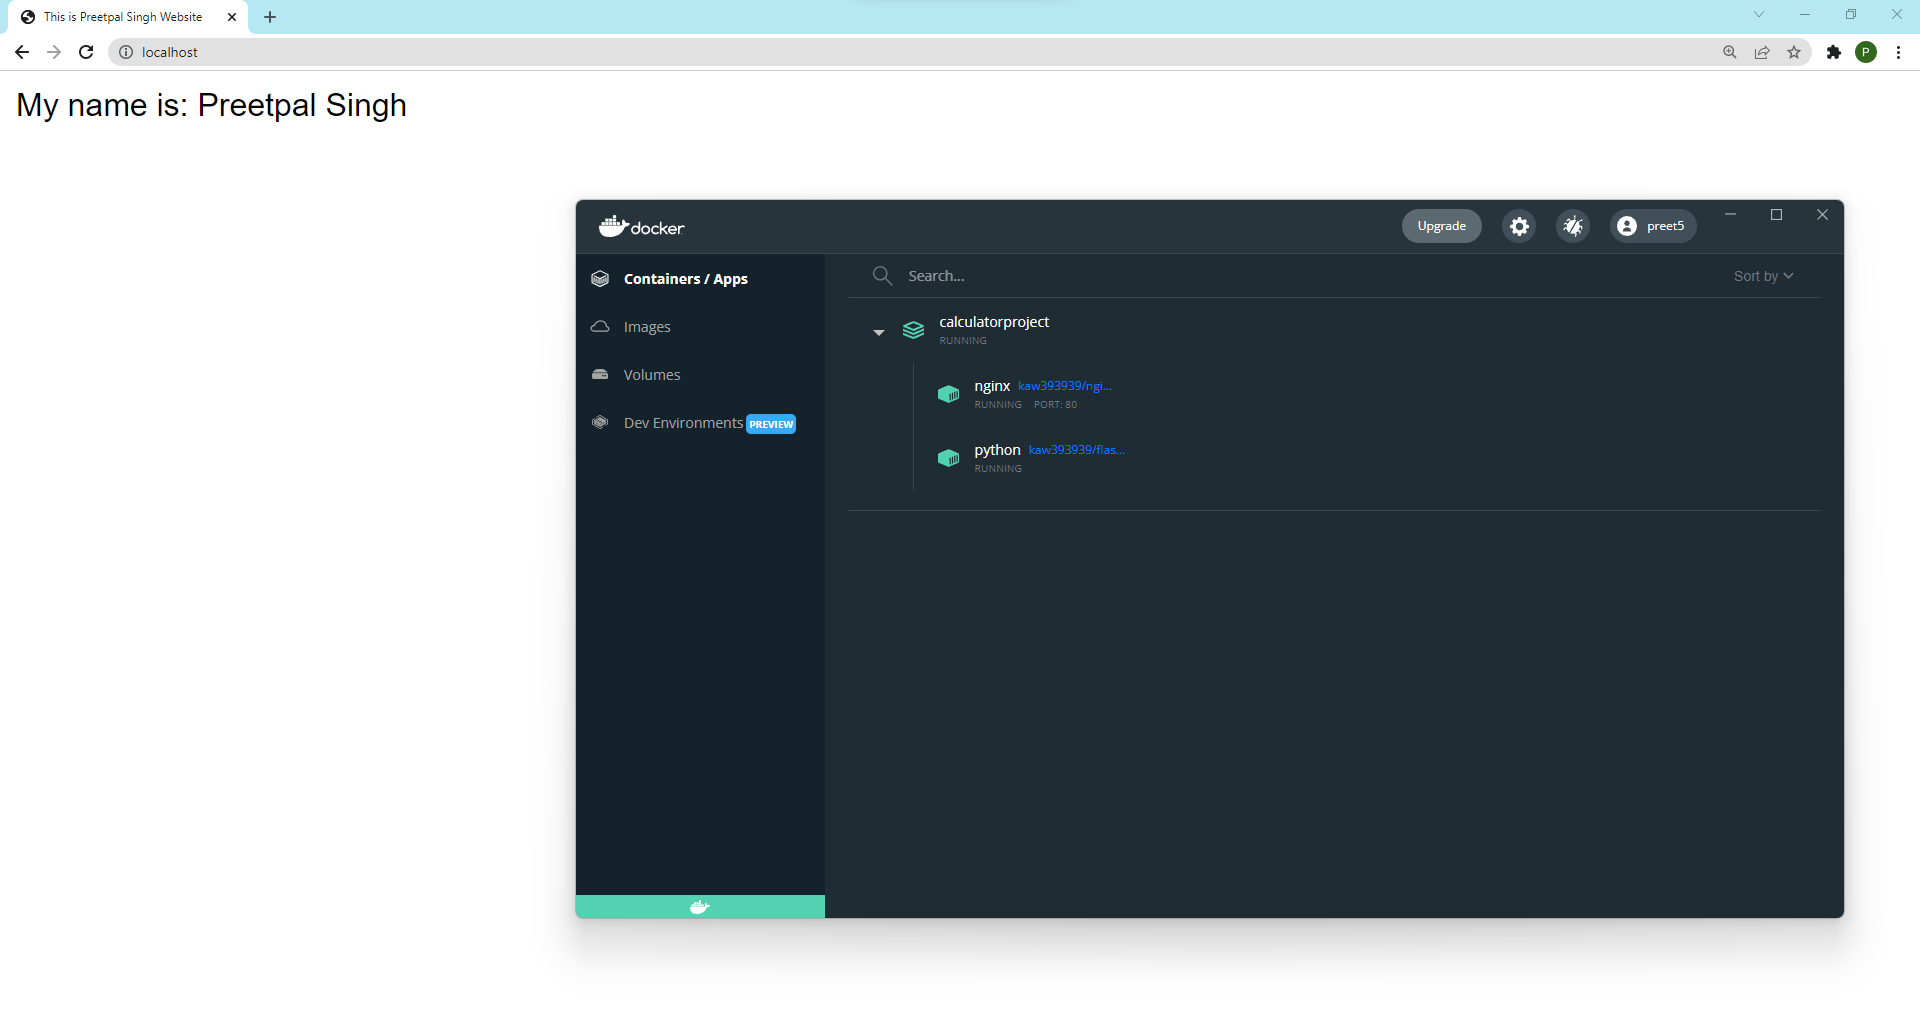 This is Preetpal Singh Website
localhost
P
My name is: Preetpal Singh
docker
Upgrade
preet5
Containers / Apps
Images
Volumes
Dev Environments PREVIEW
Search...
Sort by
calculatorproject
RUNNING
nginx kaw393939/ngi...
RUNNING PORT: 80
python kaw393939/flas...
RUNNING